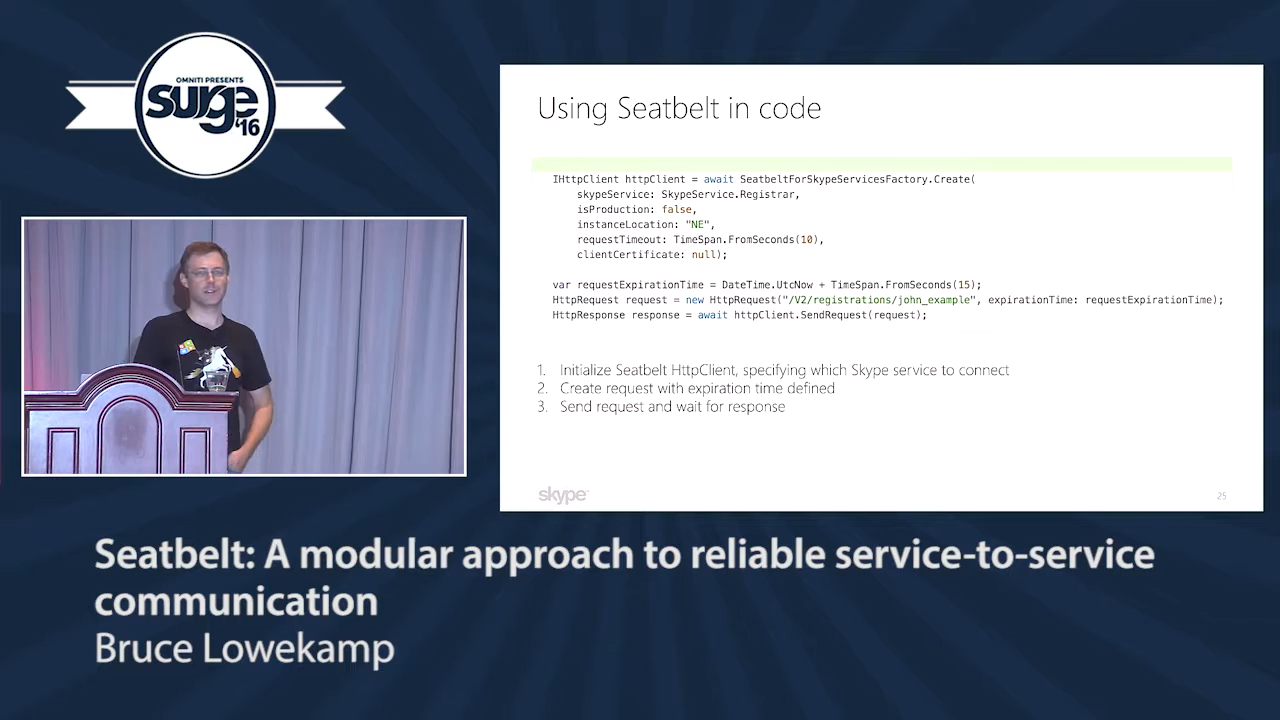 OMNITI PRESENTS
surge
'16
Using Seatbelt in code
IHttpClient httpClient = await SeatbeltForSkypeServicesFactory.Create(
skypeService: SkypeService.Registrar,
isProduction: false,
instanceLocation: "NE",
requestTimeout: TimeSpan.FromSeconds(10),
clientCertificate: null);
var requestExpirationTime = DateTime.UtcNow + TimeSpan.FromSeconds(15);
HttpRequest request = new HttpRequest("/V2/registrations/john_example", expirationTime: requestExpirationTime);
HttpResponse response = await httpClient.SendRequest(request);
1. Initialize Seatbelt HttpClient, specifying which Skype service to connect
2. Create request with expiration time defined
3. Send request and wait for response
skype
25
Seatbelt: A modular approach to reliable service-to-service
communication
Bruce Lowekamp